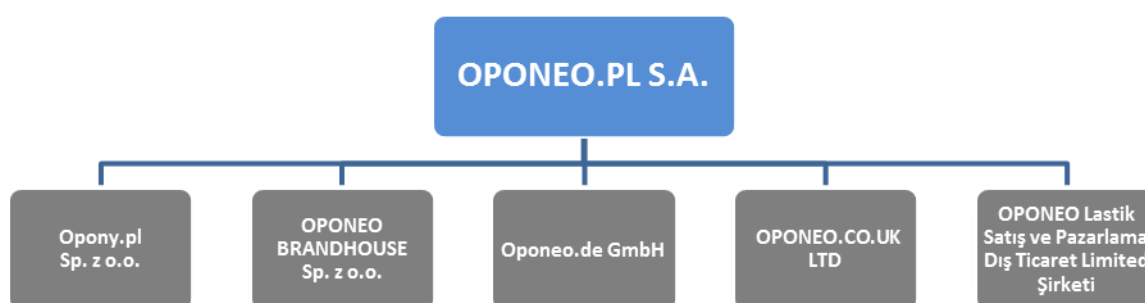 OPONEO.PL S.A.
Opony.pl
Sp. z o.o.
OPONEO
BRANDHOUSE
Sp. z o.o.
Oponeo.de GmbH
OPONEO.CO.UK
LTD
OPONEO Lastik
Satış ve Pazarlama
Dış Ticaret Limited
Şirketi